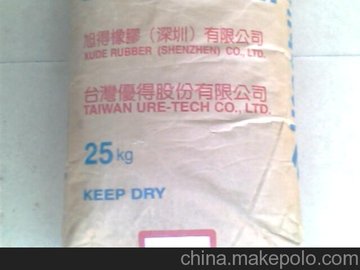 旭得橡膠（深圳）有限公司
XUDE RUBBER (SHENZHEN) CO., LTD.
台灣優得股份有限公司
TAIWAN URE-TECH CO., LTD.
25kg
KEEP DRY
china.makepolo.com